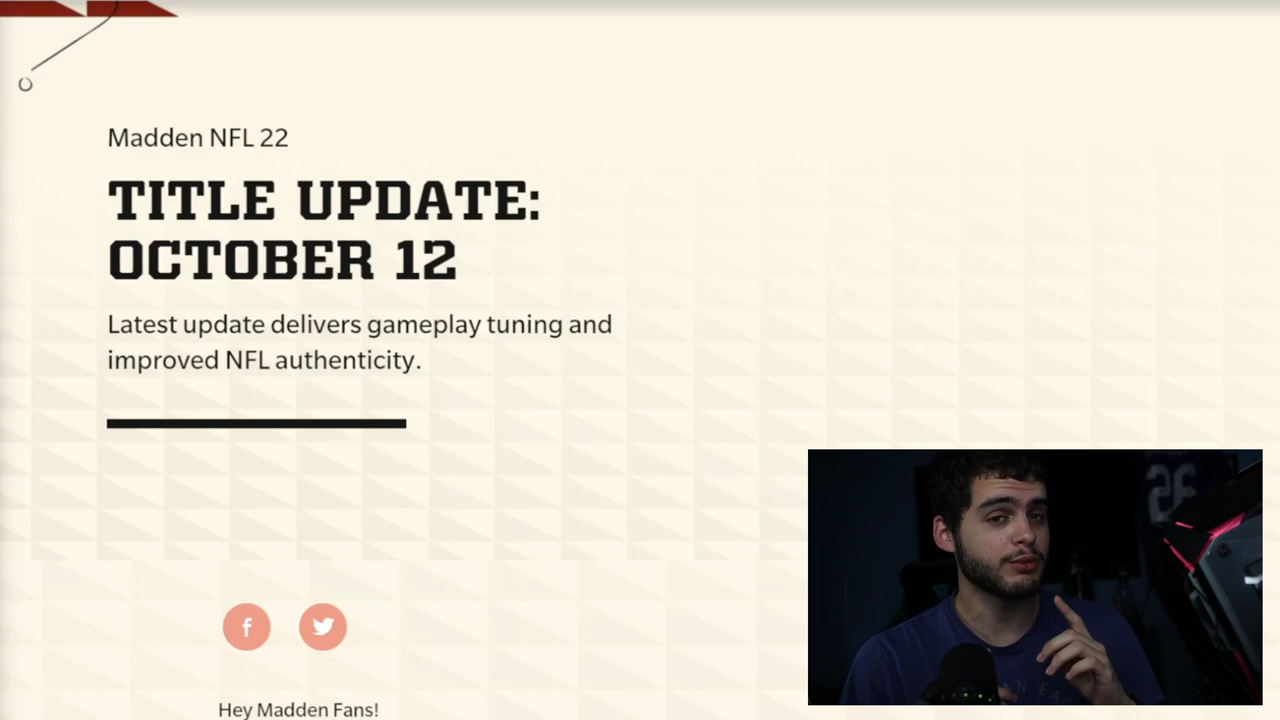 Madden NFL 22
TITLE UPDATE:
OCTOBER 12
Latest update delivers gameplay tuning and
improved NFL authenticity.
Hey Madden Fans!
26